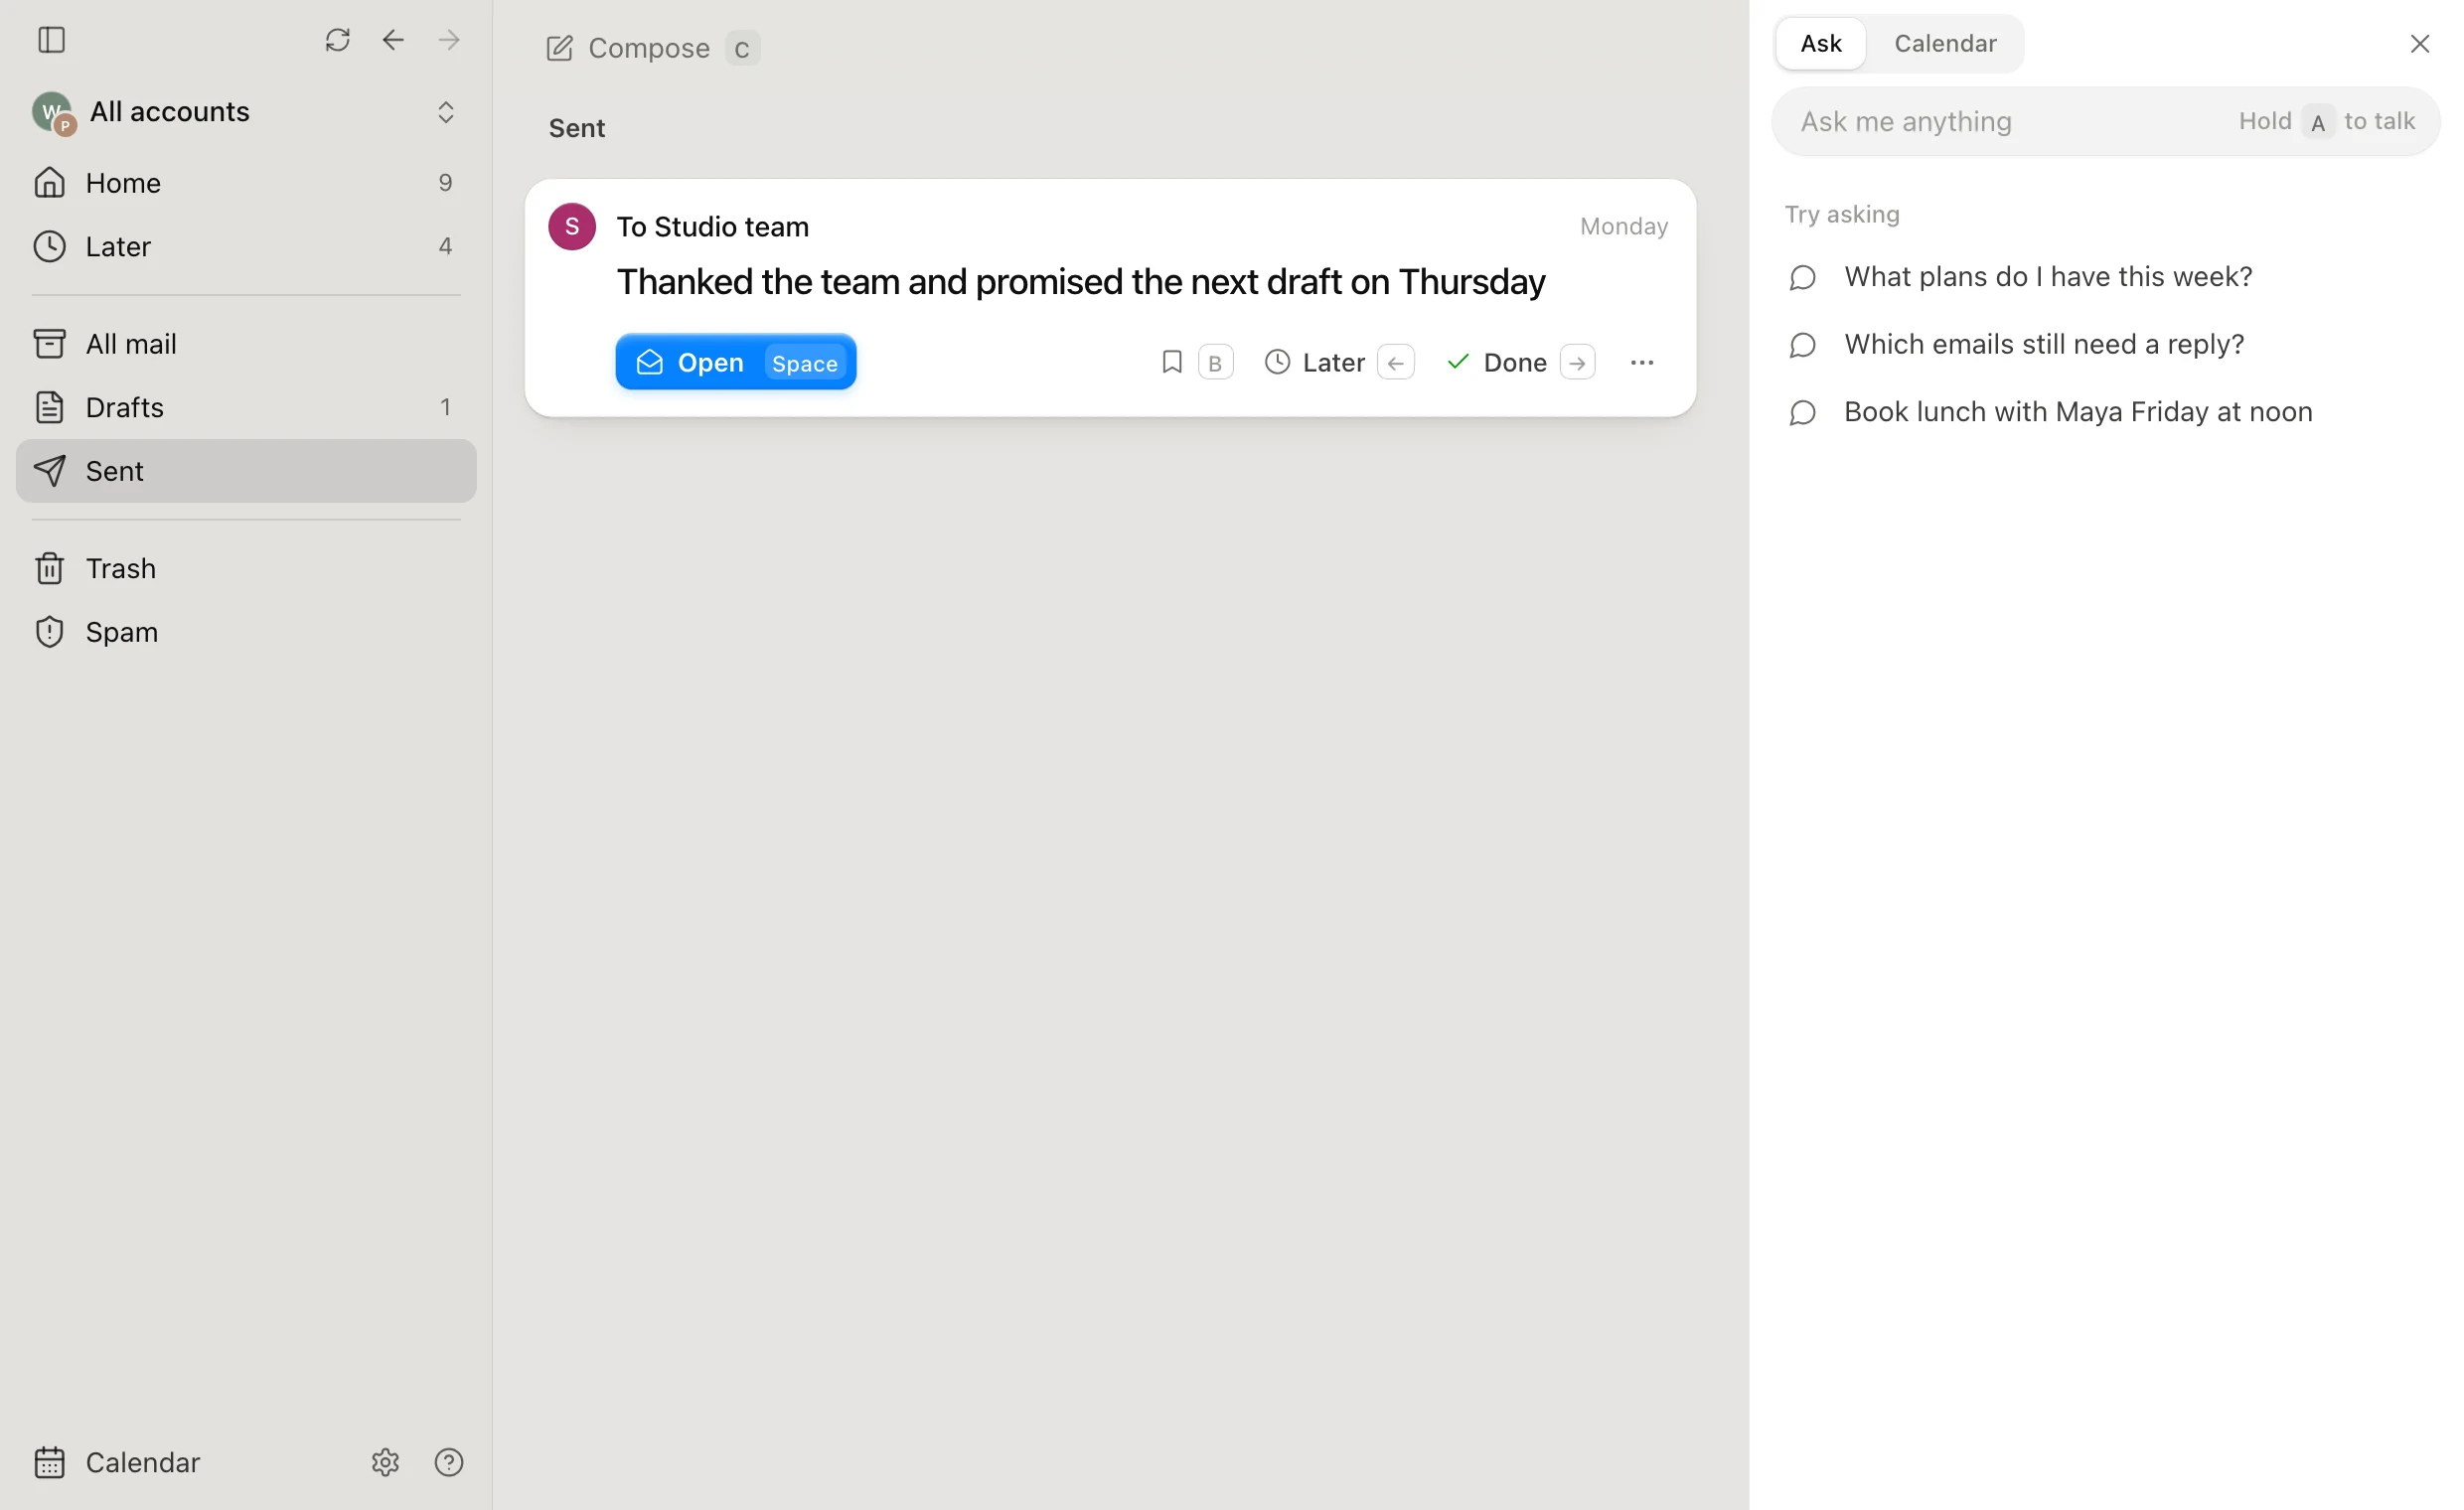 W
P
All accounts
Home 9
Later 4
All mail
Drafts 1
Sent
Trash
Spam
Calendar
Compose C
Sent
S To Studio team Monday
Thanked the team and promised the next draft on Thursday
Open Space B Later ← Done → ...
Ask Calendar
Ask me anything Hold A to talk
Try asking
What plans do I have this week?
Which emails still need a reply?
Book lunch with Maya Friday at noon